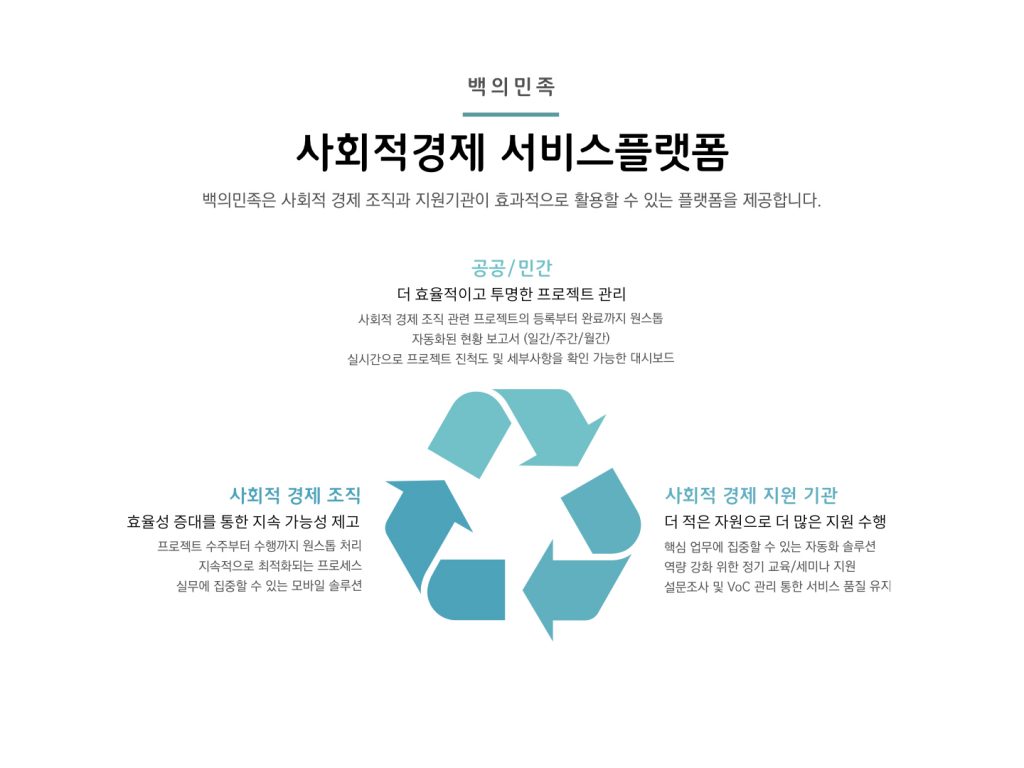 백의민족
사회적경제 서비스플랫폼
백의민족은 사회적 경제 조직과 지원기관이 효과적으로 활용할 수 있는 플랫폼을 제공합니다.
공공/민간
더 효율적이고 투명한 프로젝트 관리
사회적 경제 조직 관련 프로젝트의 등록부터 완료까지 원스톱
자동화된 현황 보고서 (일간/주간/월간)
실시간으로 프로젝트 진척도 및 세부사항을 확인 가능한 대시보드
사회적 경제 조직
효율성 증대를 통한 지속 가능성 제고
프로젝트 수주부터 수행까지 원스톱 처리
지속적으로 최적화되는 프로세스
실무에 집중할 수 있는 모바일 솔루션
사회적 경제 지원 기관
더 적은 자원으로 더 많은 지원 수행
핵심 업무에 집중할 수 있는 자동화 솔루션
역량 강화 위한 정기 교육/세미나 지원
설문조사 및 VoC 관리 통한 서비스 품질 유지